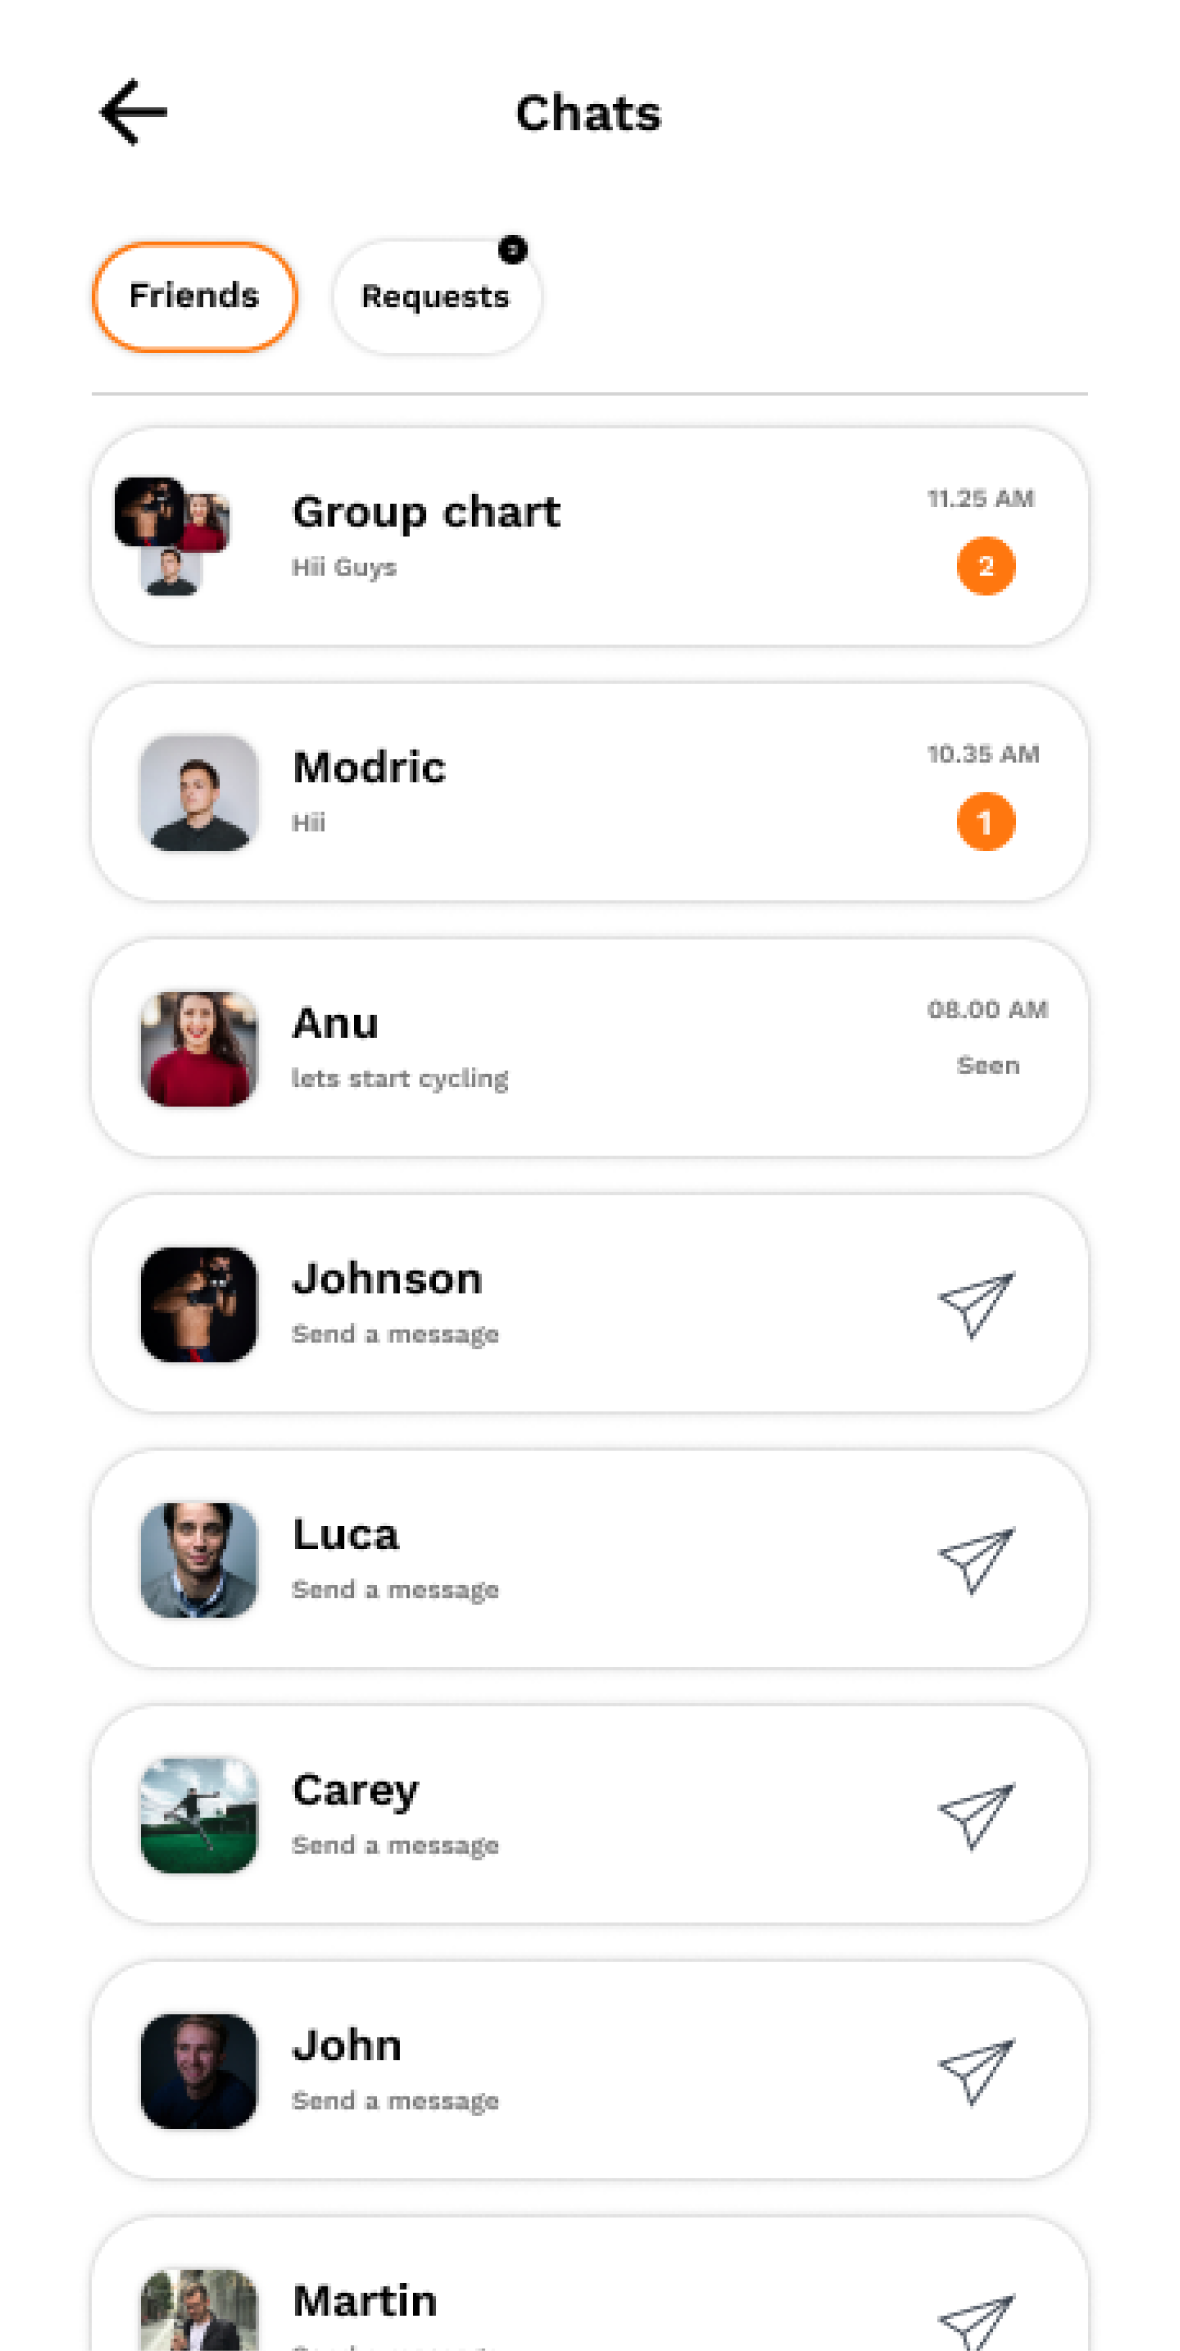 Chats
Friends
Requests
Group chart
11.25 AM
Hii Guys
2
Modric
10.35 AM
Hii
1
Anu
08.00 AM
lets start cycling
Seen
Johnson
Send a message
Luca
Send a message
Carey
Send a message
John
Send a message
Martin